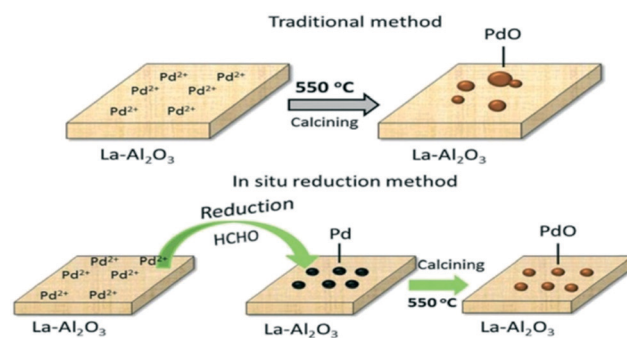 Traditional method
PdO
Pd²⁺ Pd²⁺
Pd²⁺ Pd²⁺
Pd²⁺ Pd²⁺
550 °C
Calcining
La-Al₂O₃
La-Al₂O₃
In situ reduction method
Reduction
HCHO
Pd
PdO
Pd²⁺ Pd²⁺
Pd²⁺ Pd²⁺
Pd²⁺ Pd²⁺
Calcining
550 °C
La-Al₂O₃
La-Al₂O₃
La-Al₂O₃